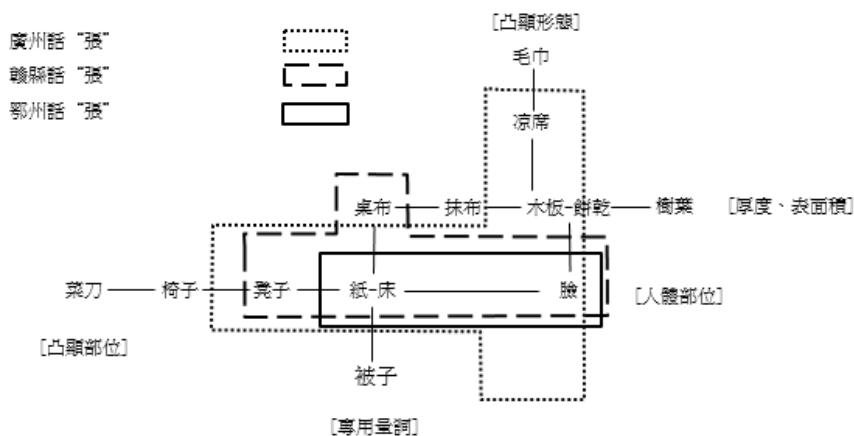 [凸顯形態]
廣州話“張”
毛巾
贛縣話“張”
鄂州話“張”
凉席
桌布 抹布 木板 餅乾 樹葉 [厚度、表面積]
菜刀 椅子 凳子 紙 床 臉 [人體部位]
[凸顯部位]
被子
[專用量詞]